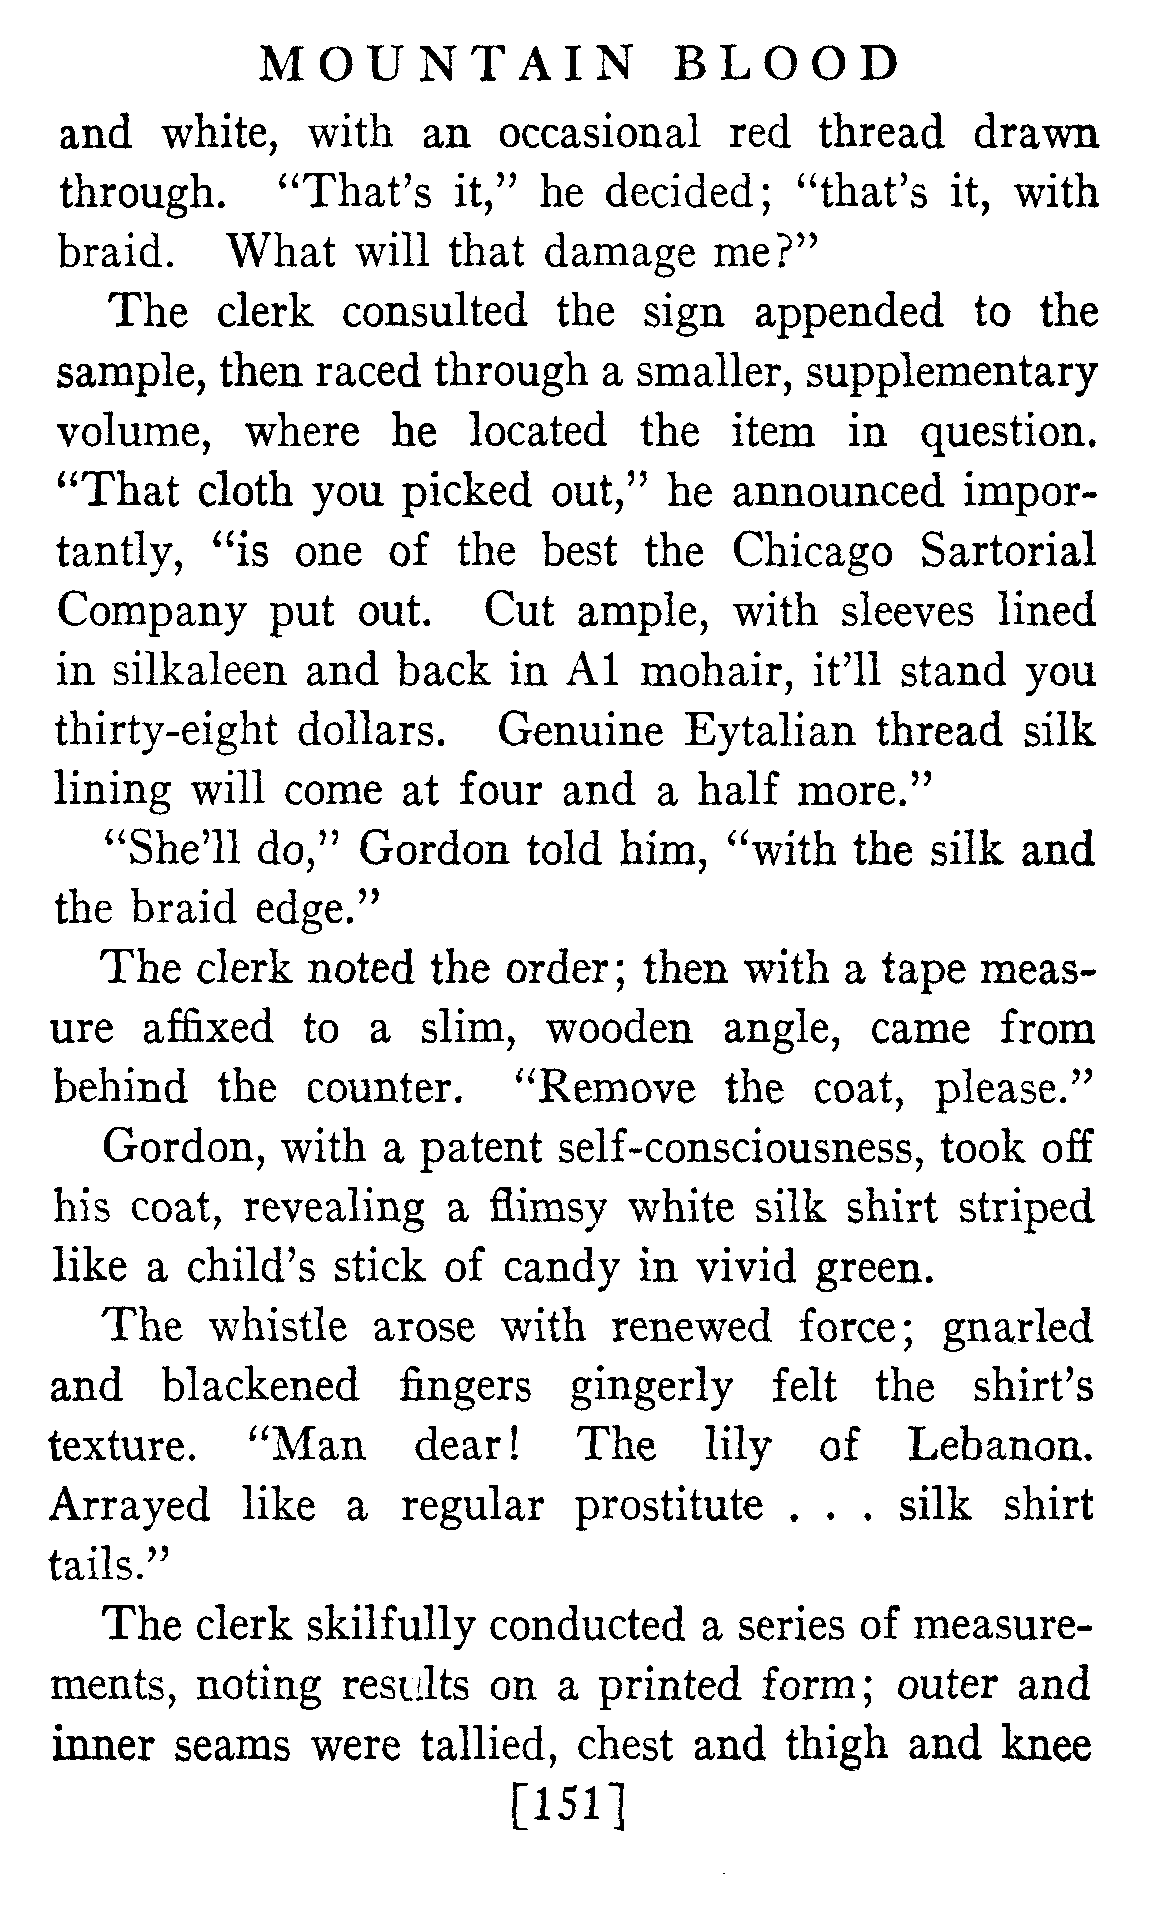 MOUNTAIN BLOOD
and white, with an occasional red thread drawn
through. “That’s it,” he decided; “that’s it, with
braid. What will that damage me?”
The clerk consulted the sign appended to the
sample, then raced through a smaller, supplementary
volume, where he located the item in question.
“That cloth you picked out,” he announced impor-
tantly, “is one of the best the Chicago Sartorial
Company put out. Cut ample, with sleeves lined
in silkaleen and back in A1 mohair, it’ll stand you
thirty-eight dollars. Genuine Eytalian thread silk
lining will come at four and a half more.”
“She’ll do,” Gordon told him, “with the silk and
the braid edge.”
The clerk noted the order; then with a tape meas-
ure affixed to a slim, wooden angle, came from
behind the counter. “Remove the coat, please.”
Gordon, with a patent self-consciousness, took off
his coat, revealing a flimsy white silk shirt striped
like a child’s stick of candy in vivid green.
The whistle arose with renewed force; gnarled
and blackened fingers gingerly felt the shirt’s
texture. “Man dear! The lily of Lebanon.
Arrayed like a regular prostitute . . . silk shirt
tails.”
The clerk skilfully conducted a series of measure-
ments, noting results on a printed form; outer and
inner seams were tallied, chest and thigh and knee
[151]